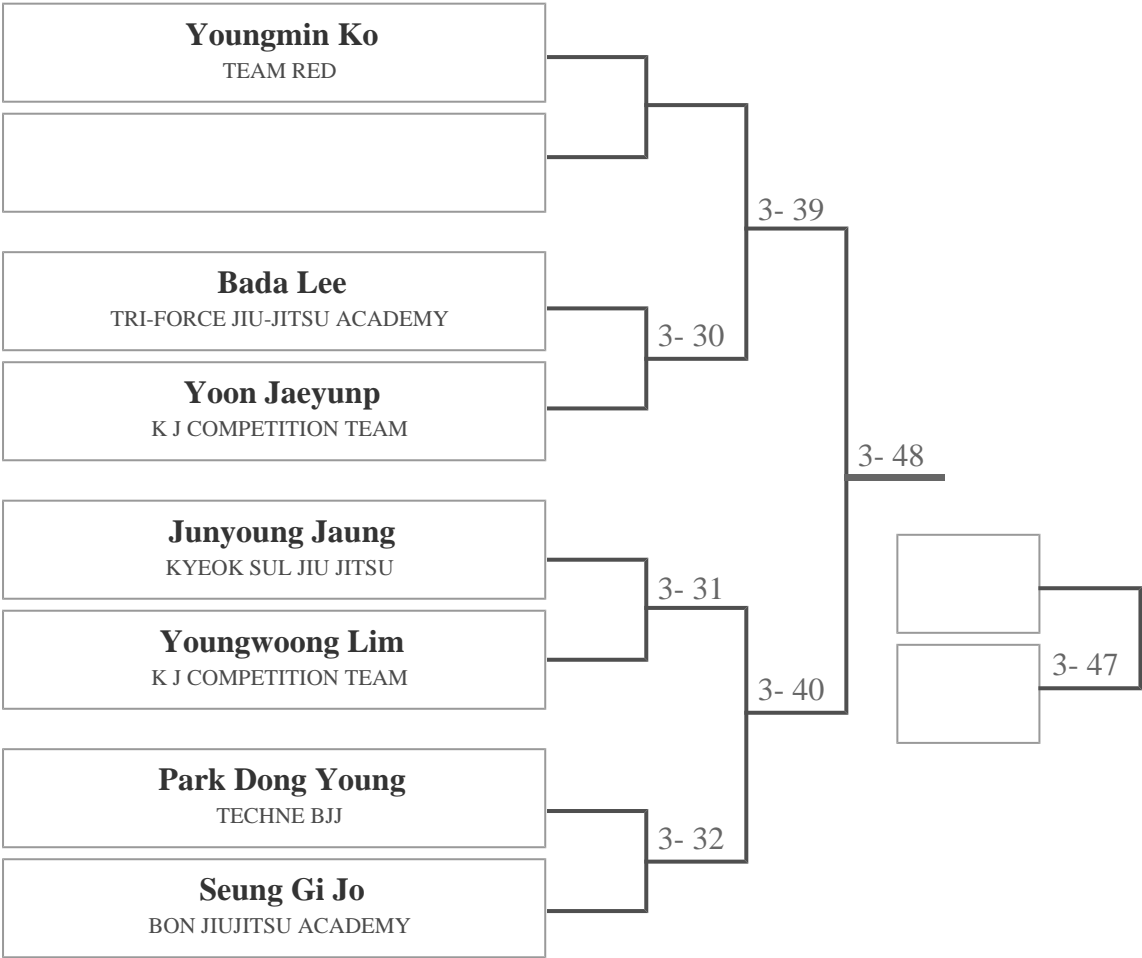 Youngmin Ko
TEAM RED
3- 39
Bada Lee
TRI-FORCE JIU-JITSU ACADEMY
3- 30
Yoon Jaeyunp
K J COMPETITION TEAM
3- 48
Junyoung Jaung
KYEOK SUL JIU JITSU
3- 31
Youngwoong Lim
K J COMPETITION TEAM
3- 47
3- 40
Park Dong Young
TECHNE BJJ
3- 32
Seung Gi Jo
BON JIUJITSU ACADEMY